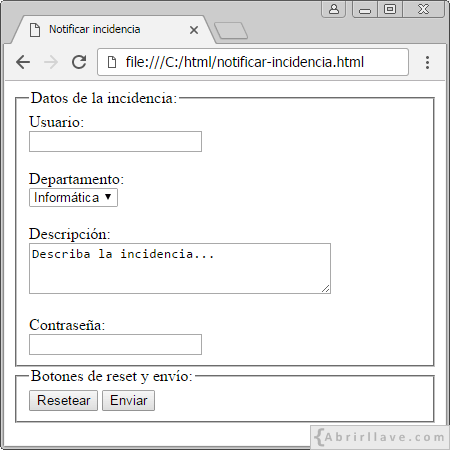 Notificar incidencia
file:///C:/html/notificar-incidencia.html
Datos de la incidencia:
Usuario:
Departamento:
Informática
Descripción:
Describa la incidencia...
Contraseña:
Botones de reset y envío:
Resetear Enviar
{Abrirllave.com